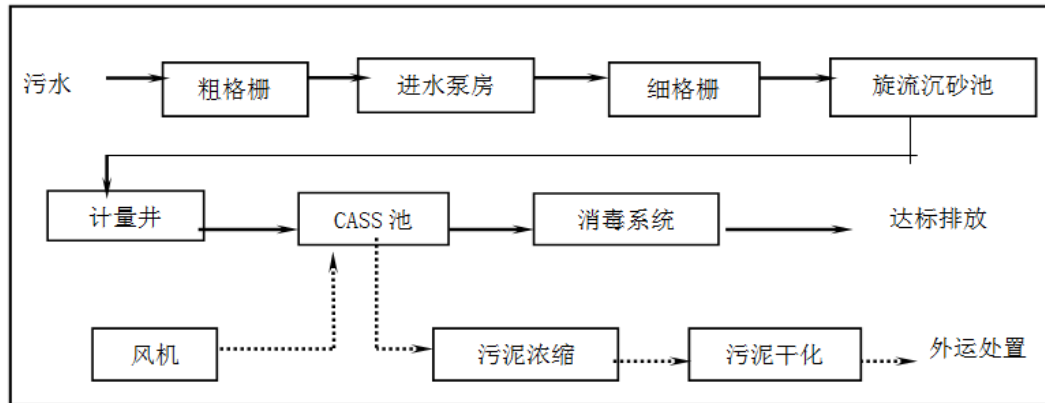 污水
粗格栅
进水泵房
细格栅
旋流沉砂池
计量井
CASS 池
消毒系统
达标排放
风机
污泥浓缩
污泥干化
外运处置